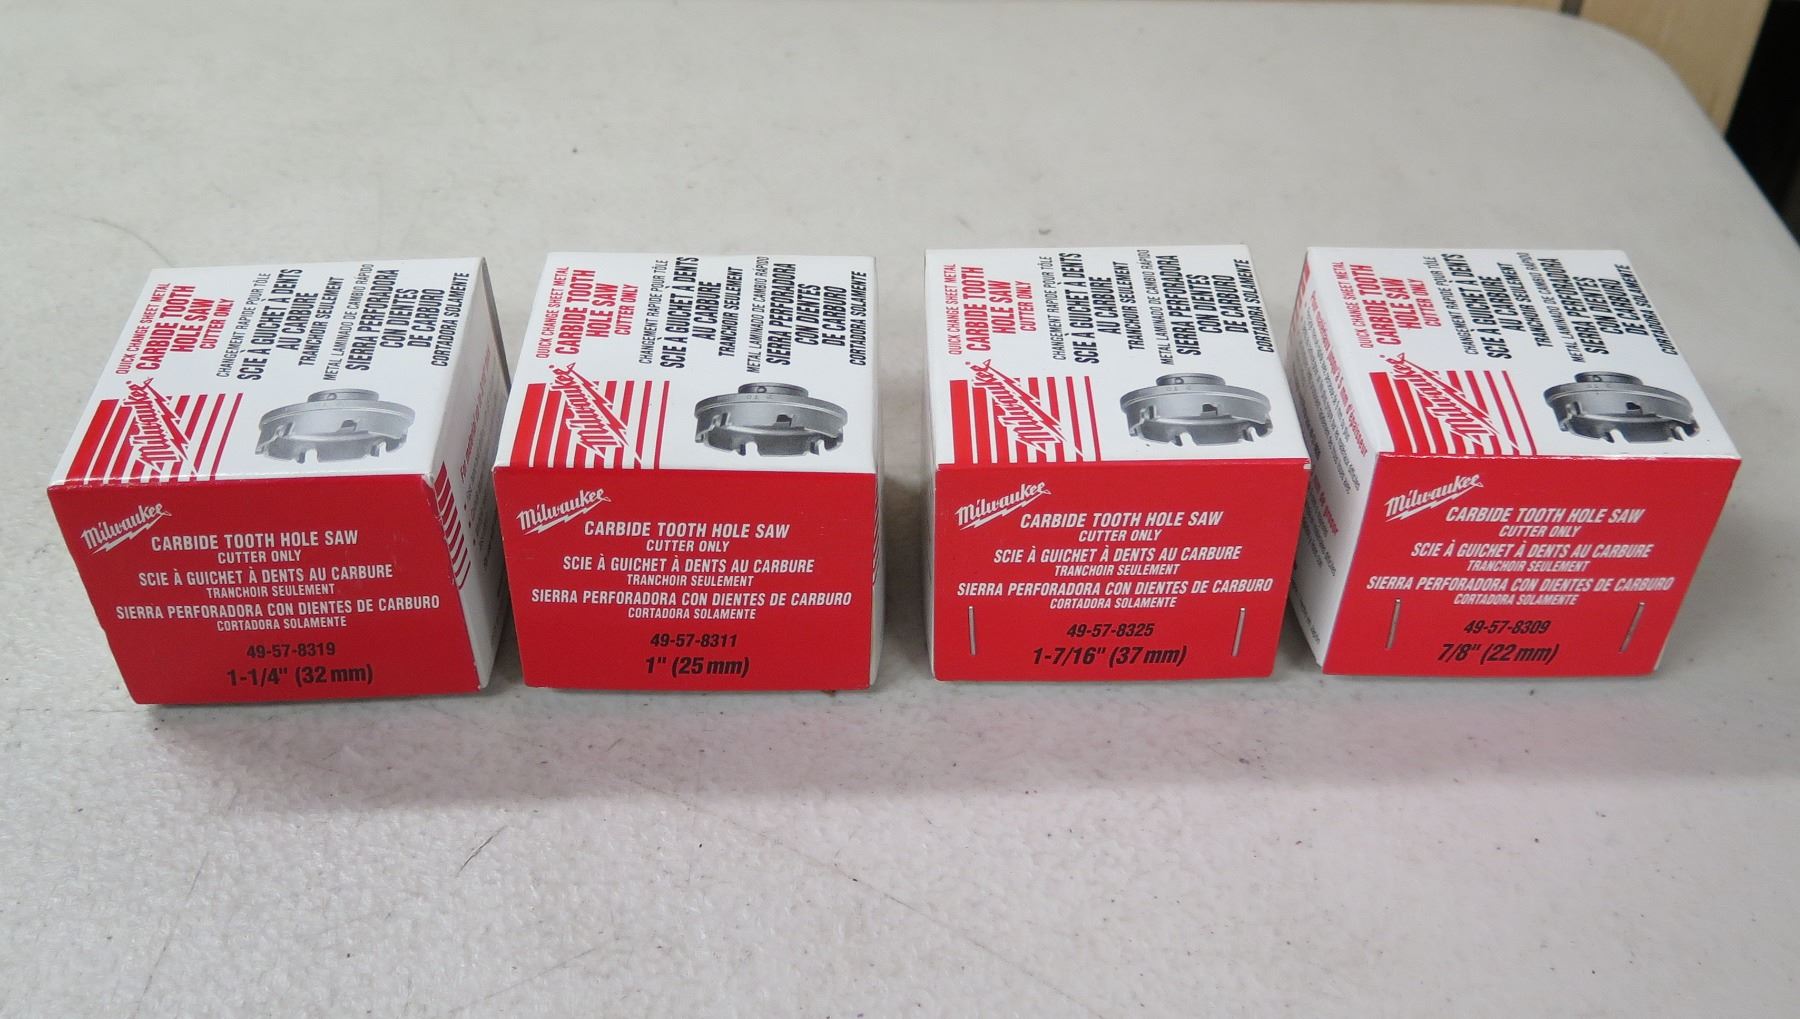 QUICK CHANGE SHEET METAL
CARBIDE TOOTH
HOLE SAW
CUTTER ONLY
CHANGEMENT RAPIDE POUR TÔLE
SCIE À GUICHET À DENTS
AU CARBURE
TRANCHOIR SEULEMENT
METAL LAMINADO DE CAMBIO RÁPIDO
SIERRA PERFORADORA
CON DIENTES
DE CARBURO
CORTADORA SOLAMENTE
Milwaukee
Milwaukee
CARBIDE TOOTH HOLE SAW
CUTTER ONLY
SCIE À GUICHET À DENTS AU CARBURE
TRANCHOIR SEULEMENT
SIERRA PERFORADORA CON DIENTES DE CARBURO
CORTADORA SOLAMENTE
49-57-8319
1-1/4" (32 mm)
QUICK CHANGE SHEET METAL
CARBIDE TOOTH
HOLE SAW
CUTTER ONLY
CHANGEMENT RAPIDE POUR TÔLE
SCIE À GUICHET À DENTS
AU CARBURE
TRANCHOIR SEULEMENT
METAL LAMINADO DE CAMBIO RÁPIDO
SIERRA PERFORADORA
CON DIENTES
DE CARBURO
CORTADORA SOLAMENTE
Milwaukee
Milwaukee
CARBIDE TOOTH HOLE SAW
CUTTER ONLY
SCIE À GUICHET À DENTS AU CARBURE
TRANCHOIR SEULEMENT
SIERRA PERFORADORA CON DIENTES DE CARBURO
CORTADORA SOLAMENTE
49-57-8311
1" (25 mm)
QUICK CHANGE SHEET METAL
CARBIDE TOOTH
HOLE SAW
CUTTER ONLY
CHANGEMENT RAPIDE POUR TÔLE
SCIE À GUICHET À DENTS
AU CARBURE
TRANCHOIR SEULEMENT
METAL LAMINADO DE CAMBIO RÁPIDO
SIERRA PERFORADORA
CON DIENTES
DE CARBURO
CORTADORA SOLAMENTE
Milwaukee
Milwaukee
CARBIDE TOOTH HOLE SAW
CUTTER ONLY
SCIE À GUICHET À DENTS AU CARBURE
TRANCHOIR SEULEMENT
SIERRA PERFORADORA CON DIENTES DE CARBURO
CORTADORA SOLAMENTE
49-57-8325
1-7/16" (37 mm)
QUICK CHANGE SHEET METAL
CARBIDE TOOTH
HOLE SAW
CUTTER ONLY
CHANGEMENT RAPIDE POUR TÔLE
SCIE À GUICHET À DENTS
AU CARBURE
TRANCHOIR SEULEMENT
METAL LAMINADO DE CAMBIO RÁPIDO
SIERRA PERFORADORA
CON DIENTES
DE CARBURO
CORTADORA SOLAMENTE
Milwaukee
Milwaukee
CARBIDE TOOTH HOLE SAW
CUTTER ONLY
SCIE À GUICHET À DENTS AU CARBURE
TRANCHOIR SEULEMENT
SIERRA PERFORADORA CON DIENTES DE CARBURO
CORTADORA SOLAMENTE
49-57-8309
7/8" (22 mm)